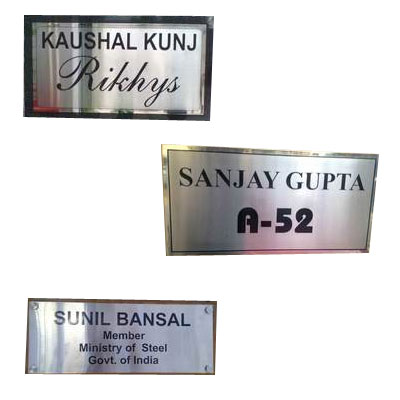 KAUSHAL KUNJ
Rikhys
SANJAY GUPTA
A-52
SUNIL BANSAL
Member
Ministry of Steel
Govt. of India